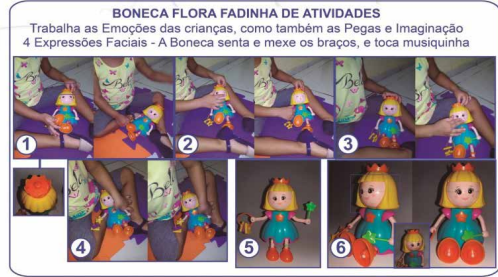 BONECA FLORA FADINHA DE ATIVIDADES
Trabalha as Emoções das crianças, como também as Pegas e Imaginação
4 Expressões Faciais - A Boneca senta e mexe os braços, e toca musiquinha
1
2
3
4
5
6